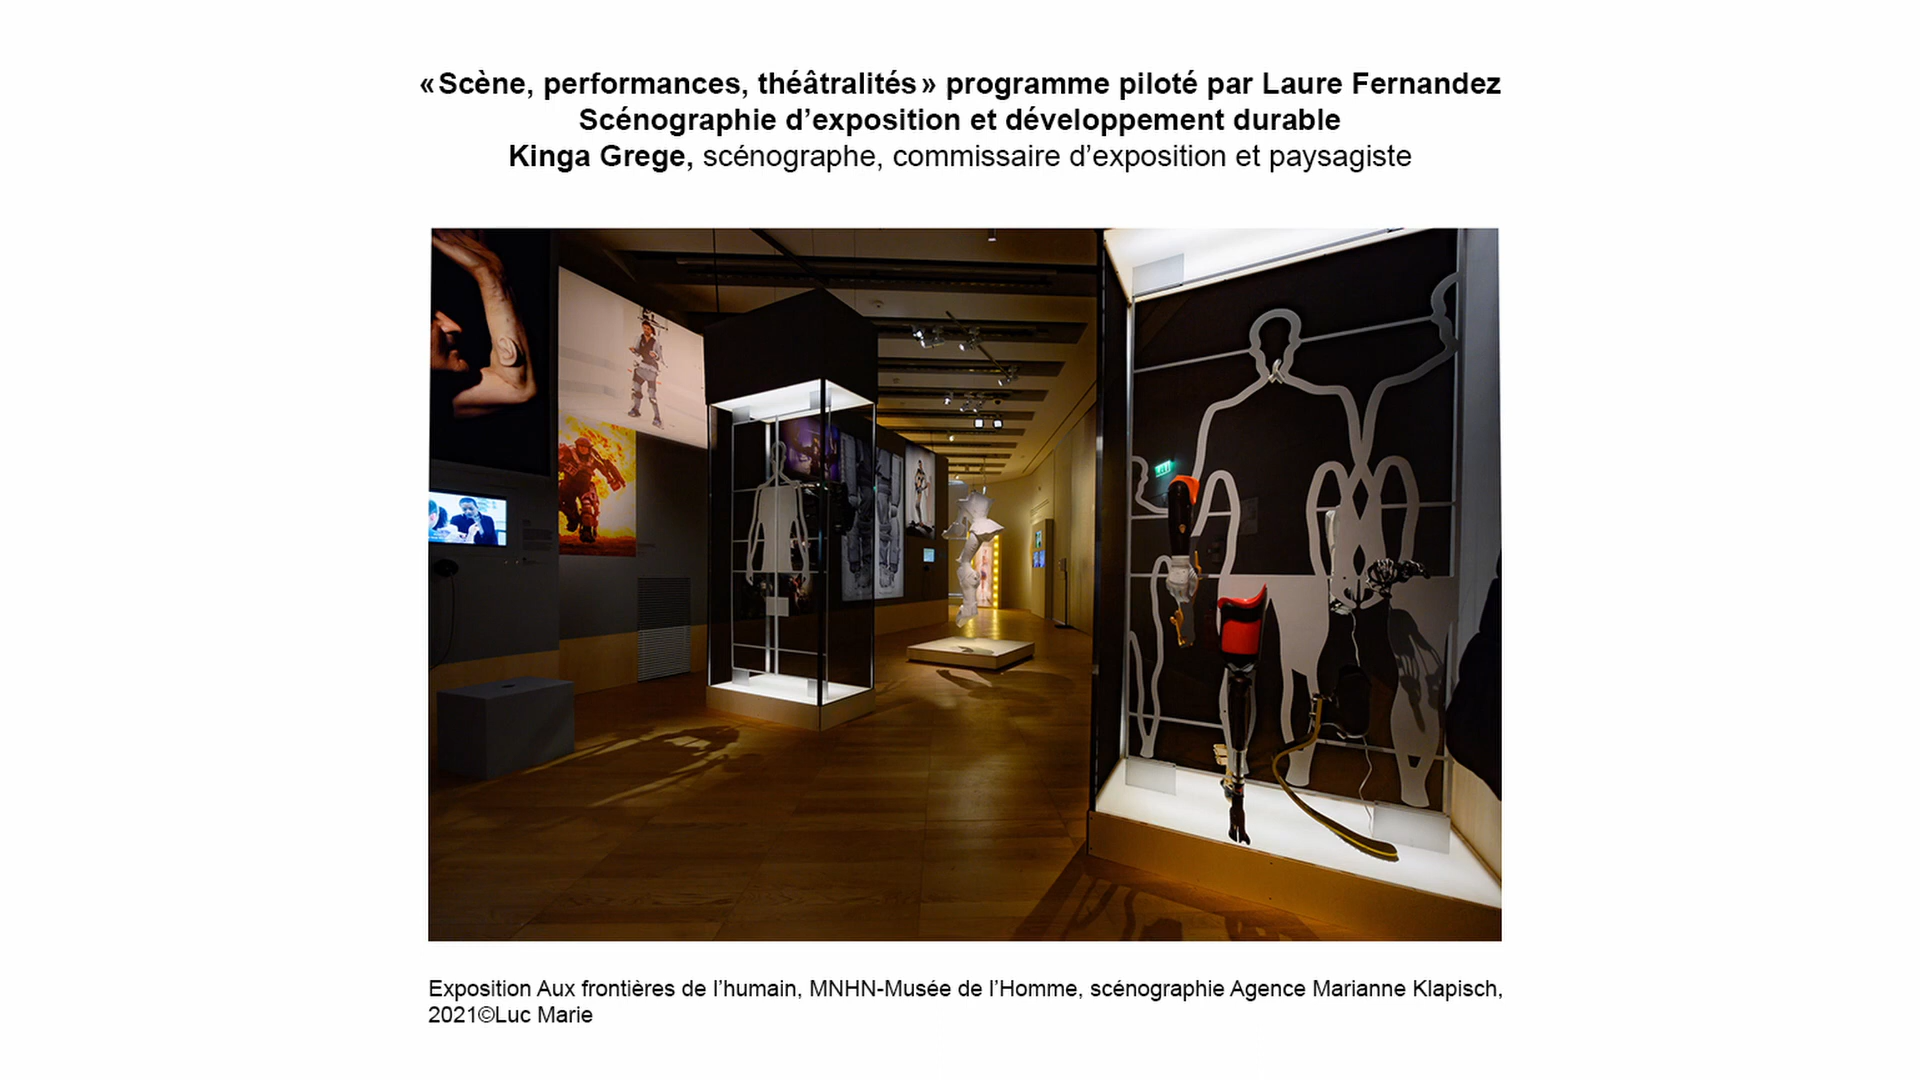 « Scène, performances, théâtralités » programme piloté par Laure Fernandez
Scénographie d’exposition et développement durable
Kinga Grege, scénographe, commissaire d’exposition et paysagiste
Exposition Aux frontières de l’humain, MNHN-Musée de l’Homme, scénographie Agence Marianne Klapisch,
2021©Luc Marie